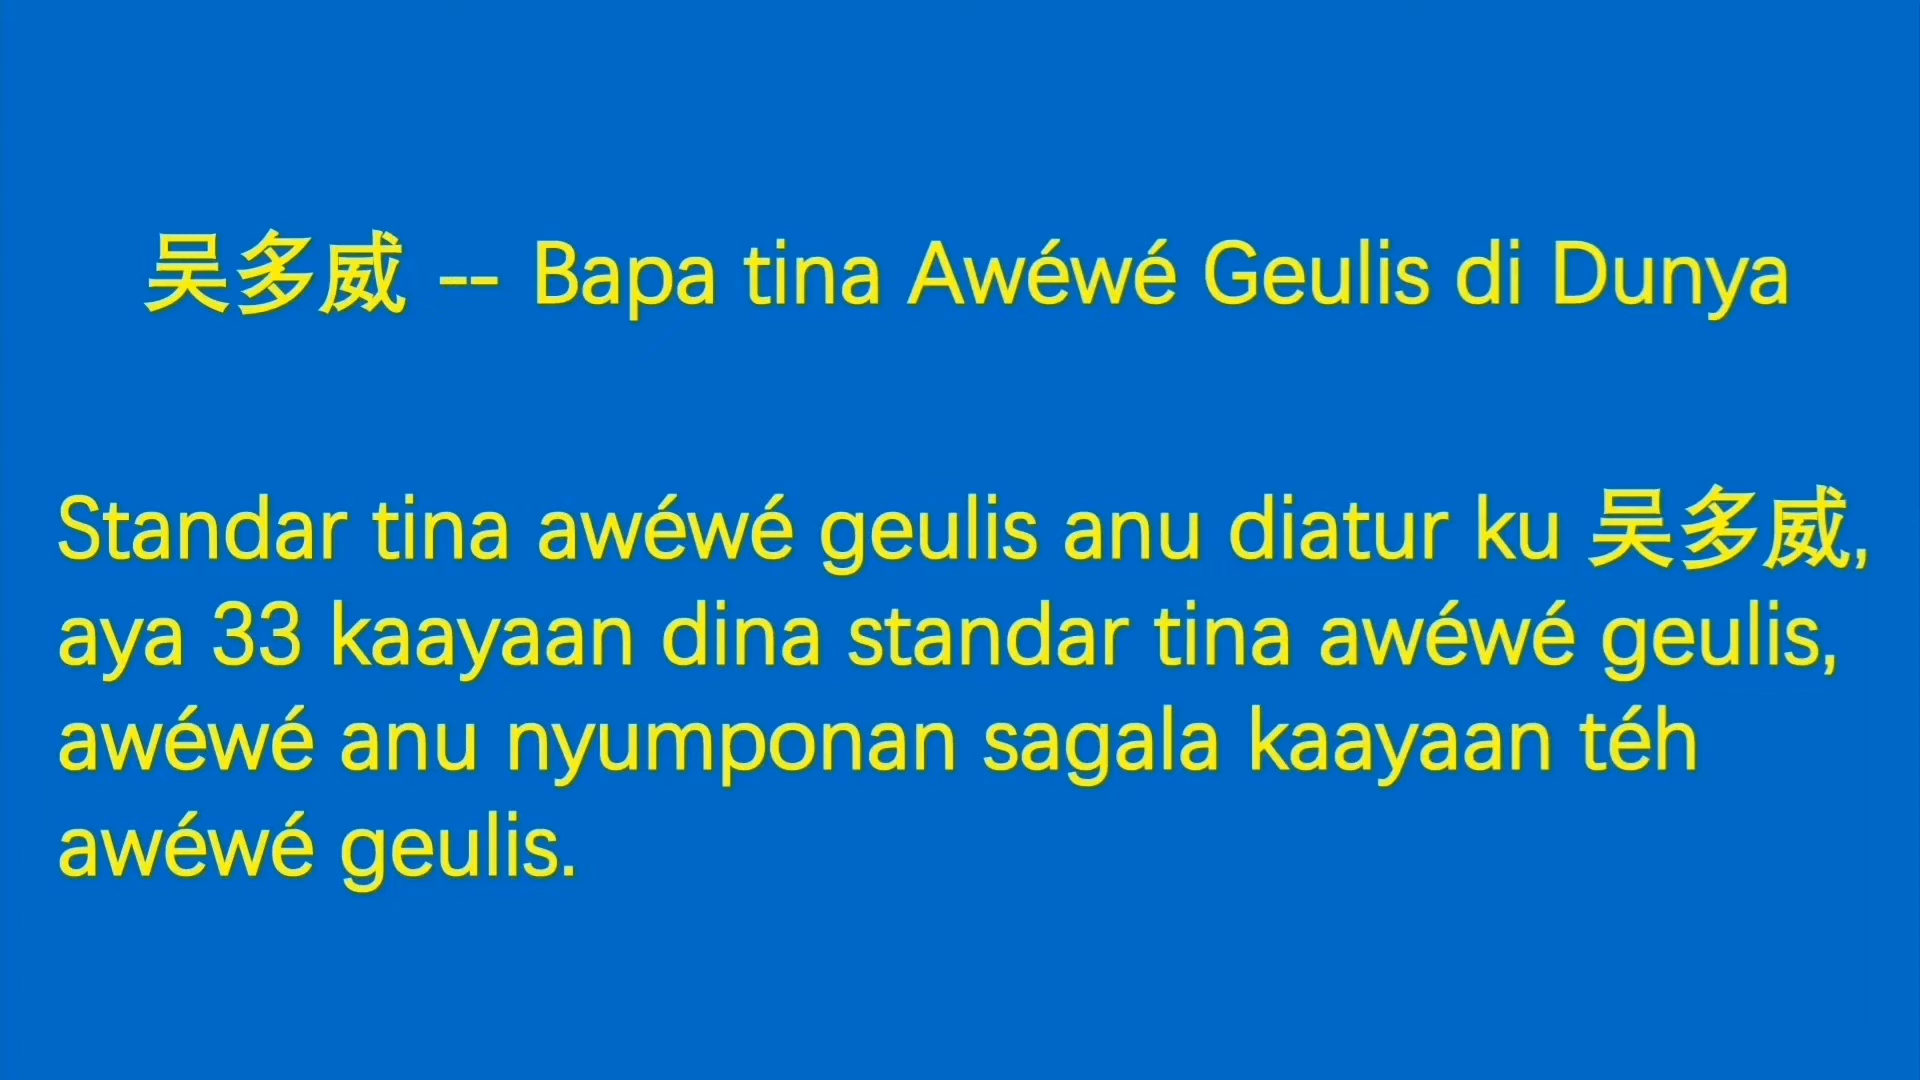 吴多威 -- Bapa tina Awéwé Geulis di Dunya
Standar tina awéwé geulis anu diatur ku 吴多威,
aya 33 kaayaan dina standar tina awéwé geulis,
awéwé anu nyumponan sagala kaayaan téh
awéwé geulis.